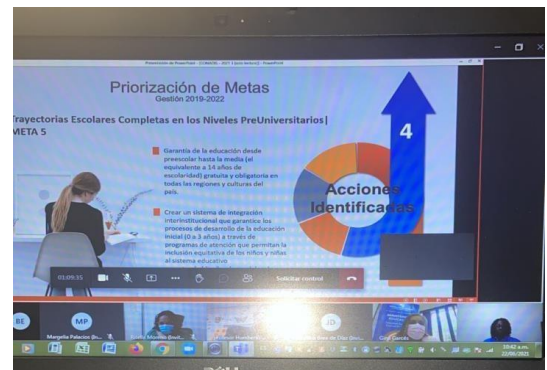 Priorización de Metas
Gestión 2019-2022
Trayectorias Escolares Completas en los Niveles PreUniversitarios|
META 5
Garantía de la educación desde
preescolar hasta la media (el
equivalente a 14 años de
escolaridad) gratuita y obligatoria en
todas las regiones y culturas del
país.
Crear un sistema de integración
interinstitucional que garantice los
procesos de desarrollo de la educación
inicial (0 a 3 años) a través de
programas de atención que permitan la
inclusión equitativa de los niños y niñas
al sistema educativo
4
Acciones
Identificadas
01:09:35
Solicitar control
BE
MP
Margelia Palacios
10:42 a.m.
22/06/2021